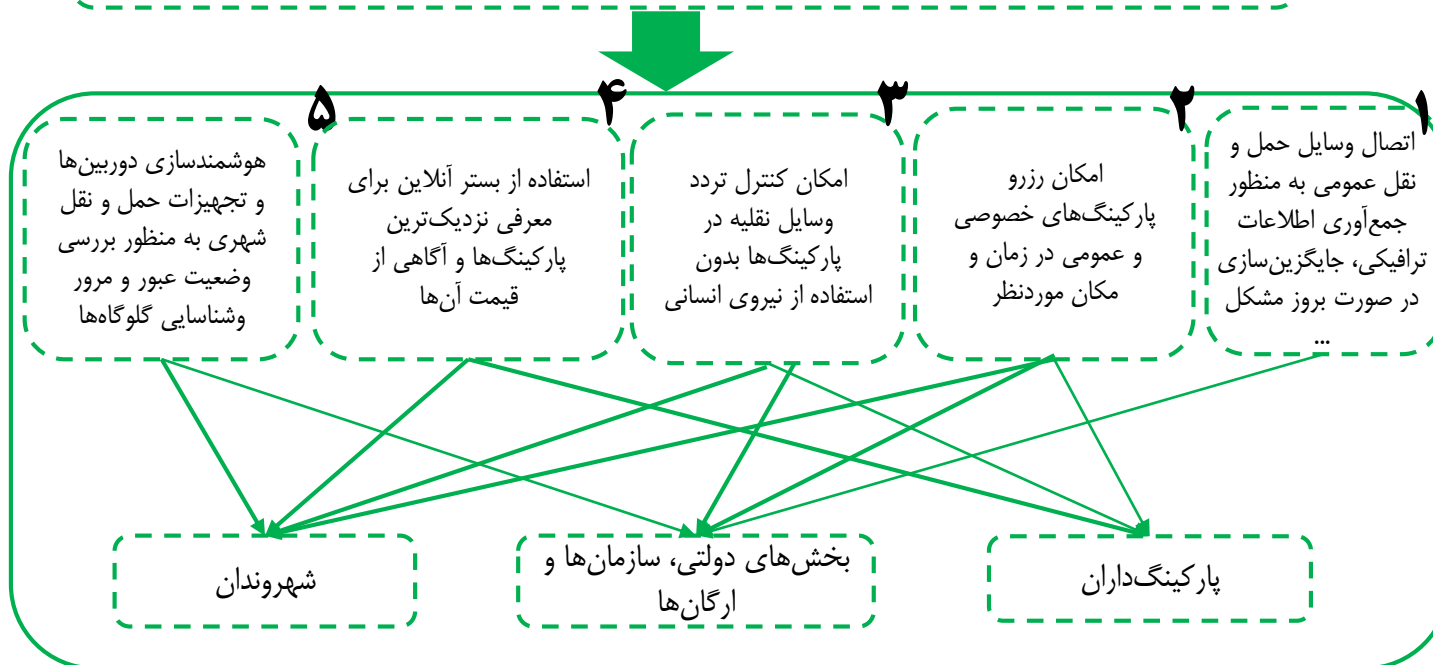 ۱
اتصال وسایل حمل و
نقل عمومی به منظور
جمع‌آوری اطلاعات
ترافیکی، جایگزین‌سازی
در صورت بروز مشکل
...
۲
امکان رزرو
پارکینگ‌های خصوصی
و عمومی در زمان و
مکان موردنظر
۳
امکان کنترل تردد
وسایل نقلیه در
پارکینگ‌ها بدون
استفاده از نیروی انسانی
۴
استفاده از بستر آنلاین برای
معرفی نزدیک‌ترین
پارکینگ‌ها و آگاهی از
قیمت آن‌ها
۵
هوشمندسازی دوربین‌ها
و تجهیزات حمل و نقل
شهری به منظور بررسی
وضعیت عبور و مرور
وشناسایی گلوگاه‌ها
پارکینگ‌داران
بخش‌های دولتی، سازمان‌ها و
ارگان‌ها
شهروندان